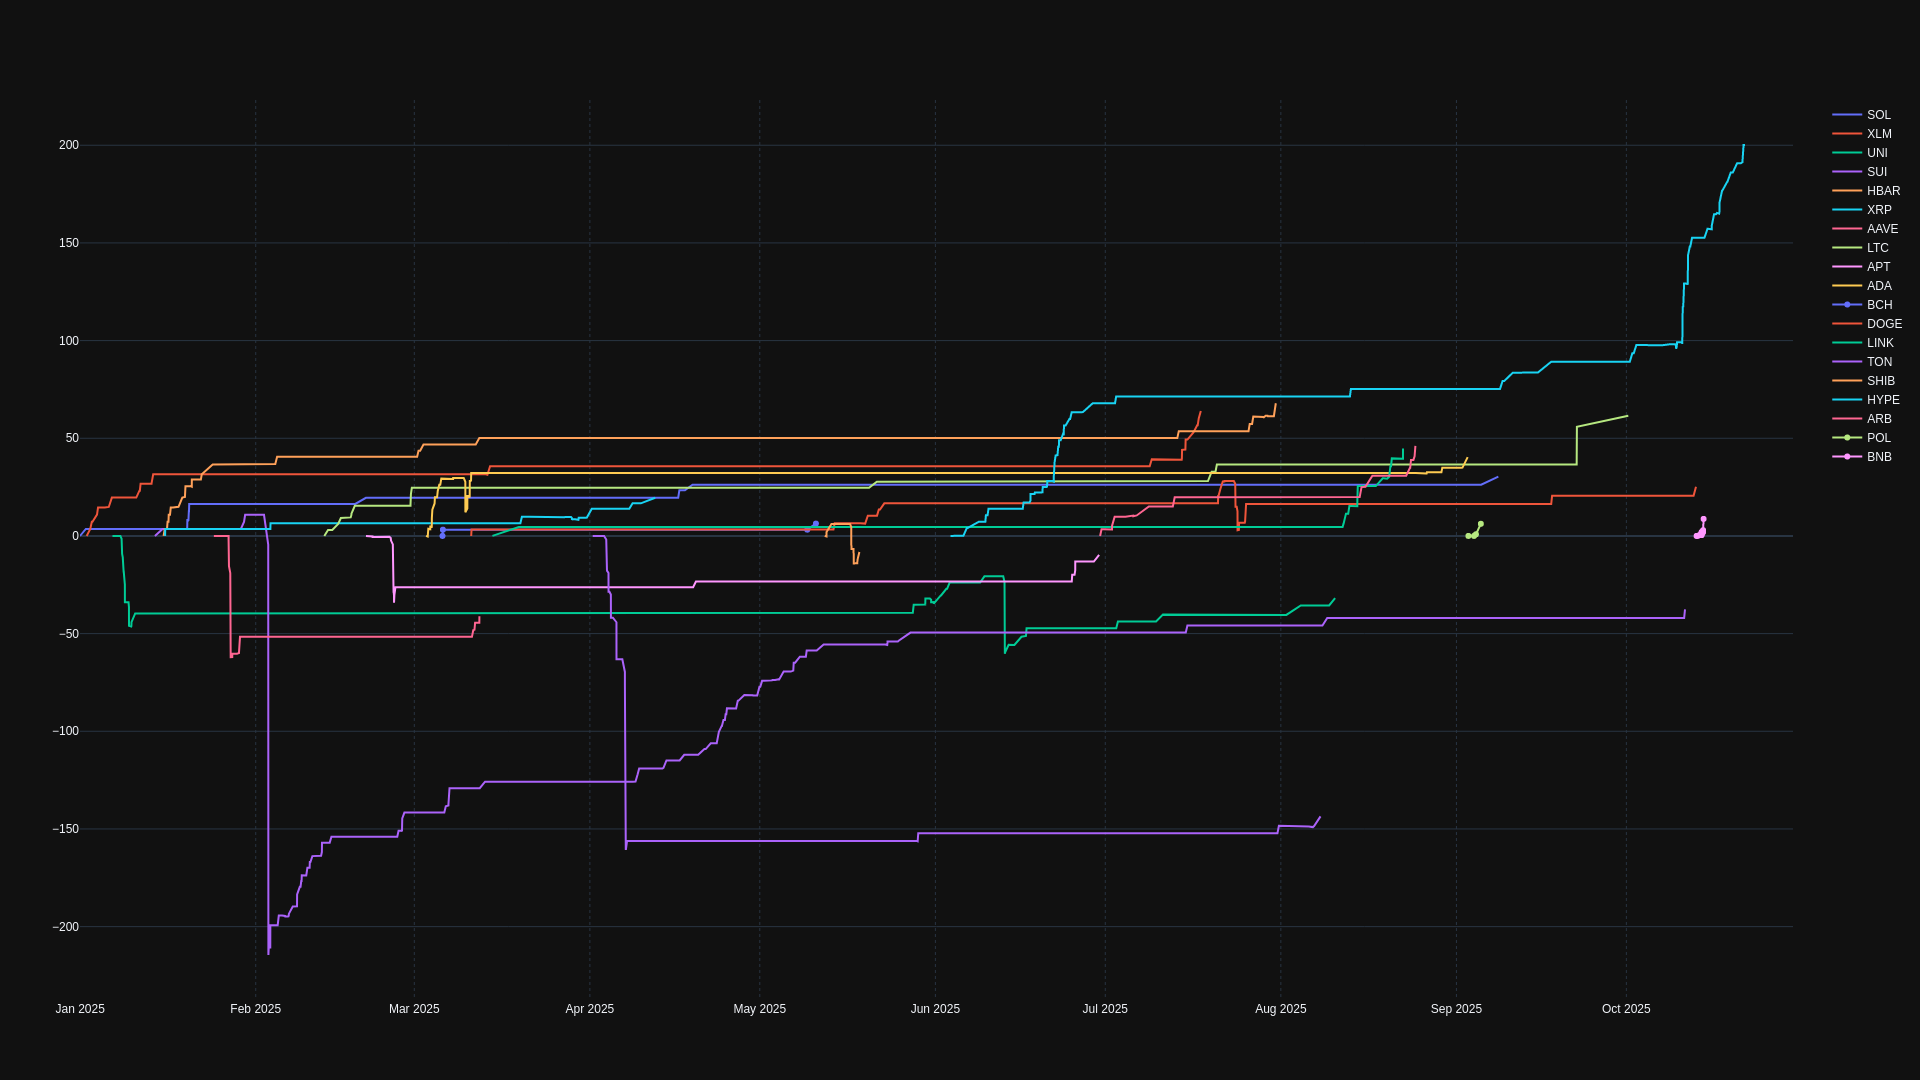 200
150
100
50
0
−50
−100
−150
−200
Jan 2025
Feb 2025
Mar 2025
Apr 2025
May 2025
Jun 2025
Jul 2025
Aug 2025
Sep 2025
Oct 2025
SOL
XLM
UNI
SUI
HBAR
XRP
AAVE
LTC
APT
ADA
BCH
DOGE
LINK
TON
SHIB
HYPE
ARB
POL
BNB